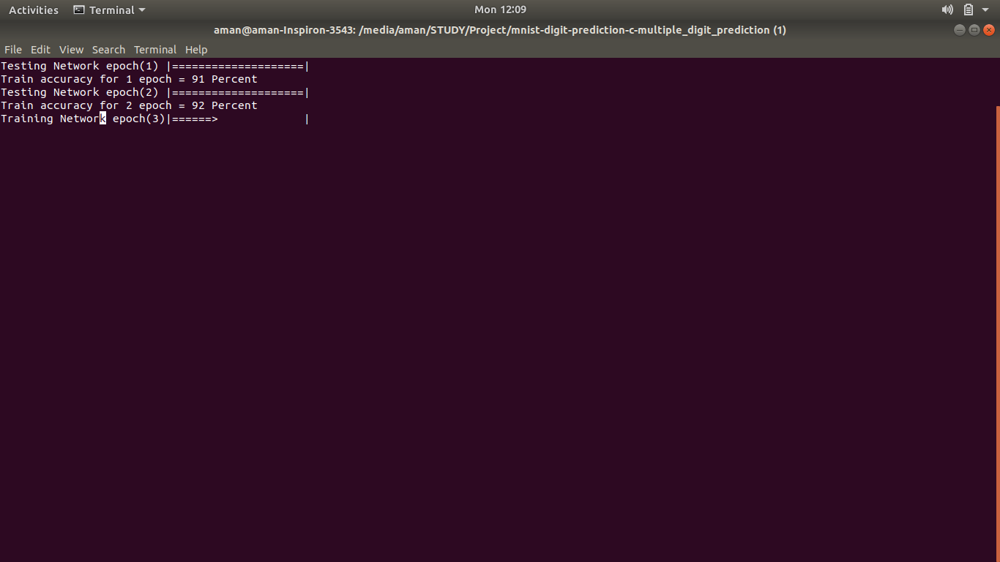 Activities Terminal Mon 12:09
aman@aman-Inspiron-3543: /media/aman/STUDY/Project/mnist-digit-prediction-c-multiple_digit_prediction (1)
File Edit View Search Terminal Help
Testing Network epoch(1) |====================|
Train accuracy for 1 epoch = 91 Percent
Testing Network epoch(2) |====================|
Train accuracy for 2 epoch = 92 Percent
Training Network epoch(3)|======>             |